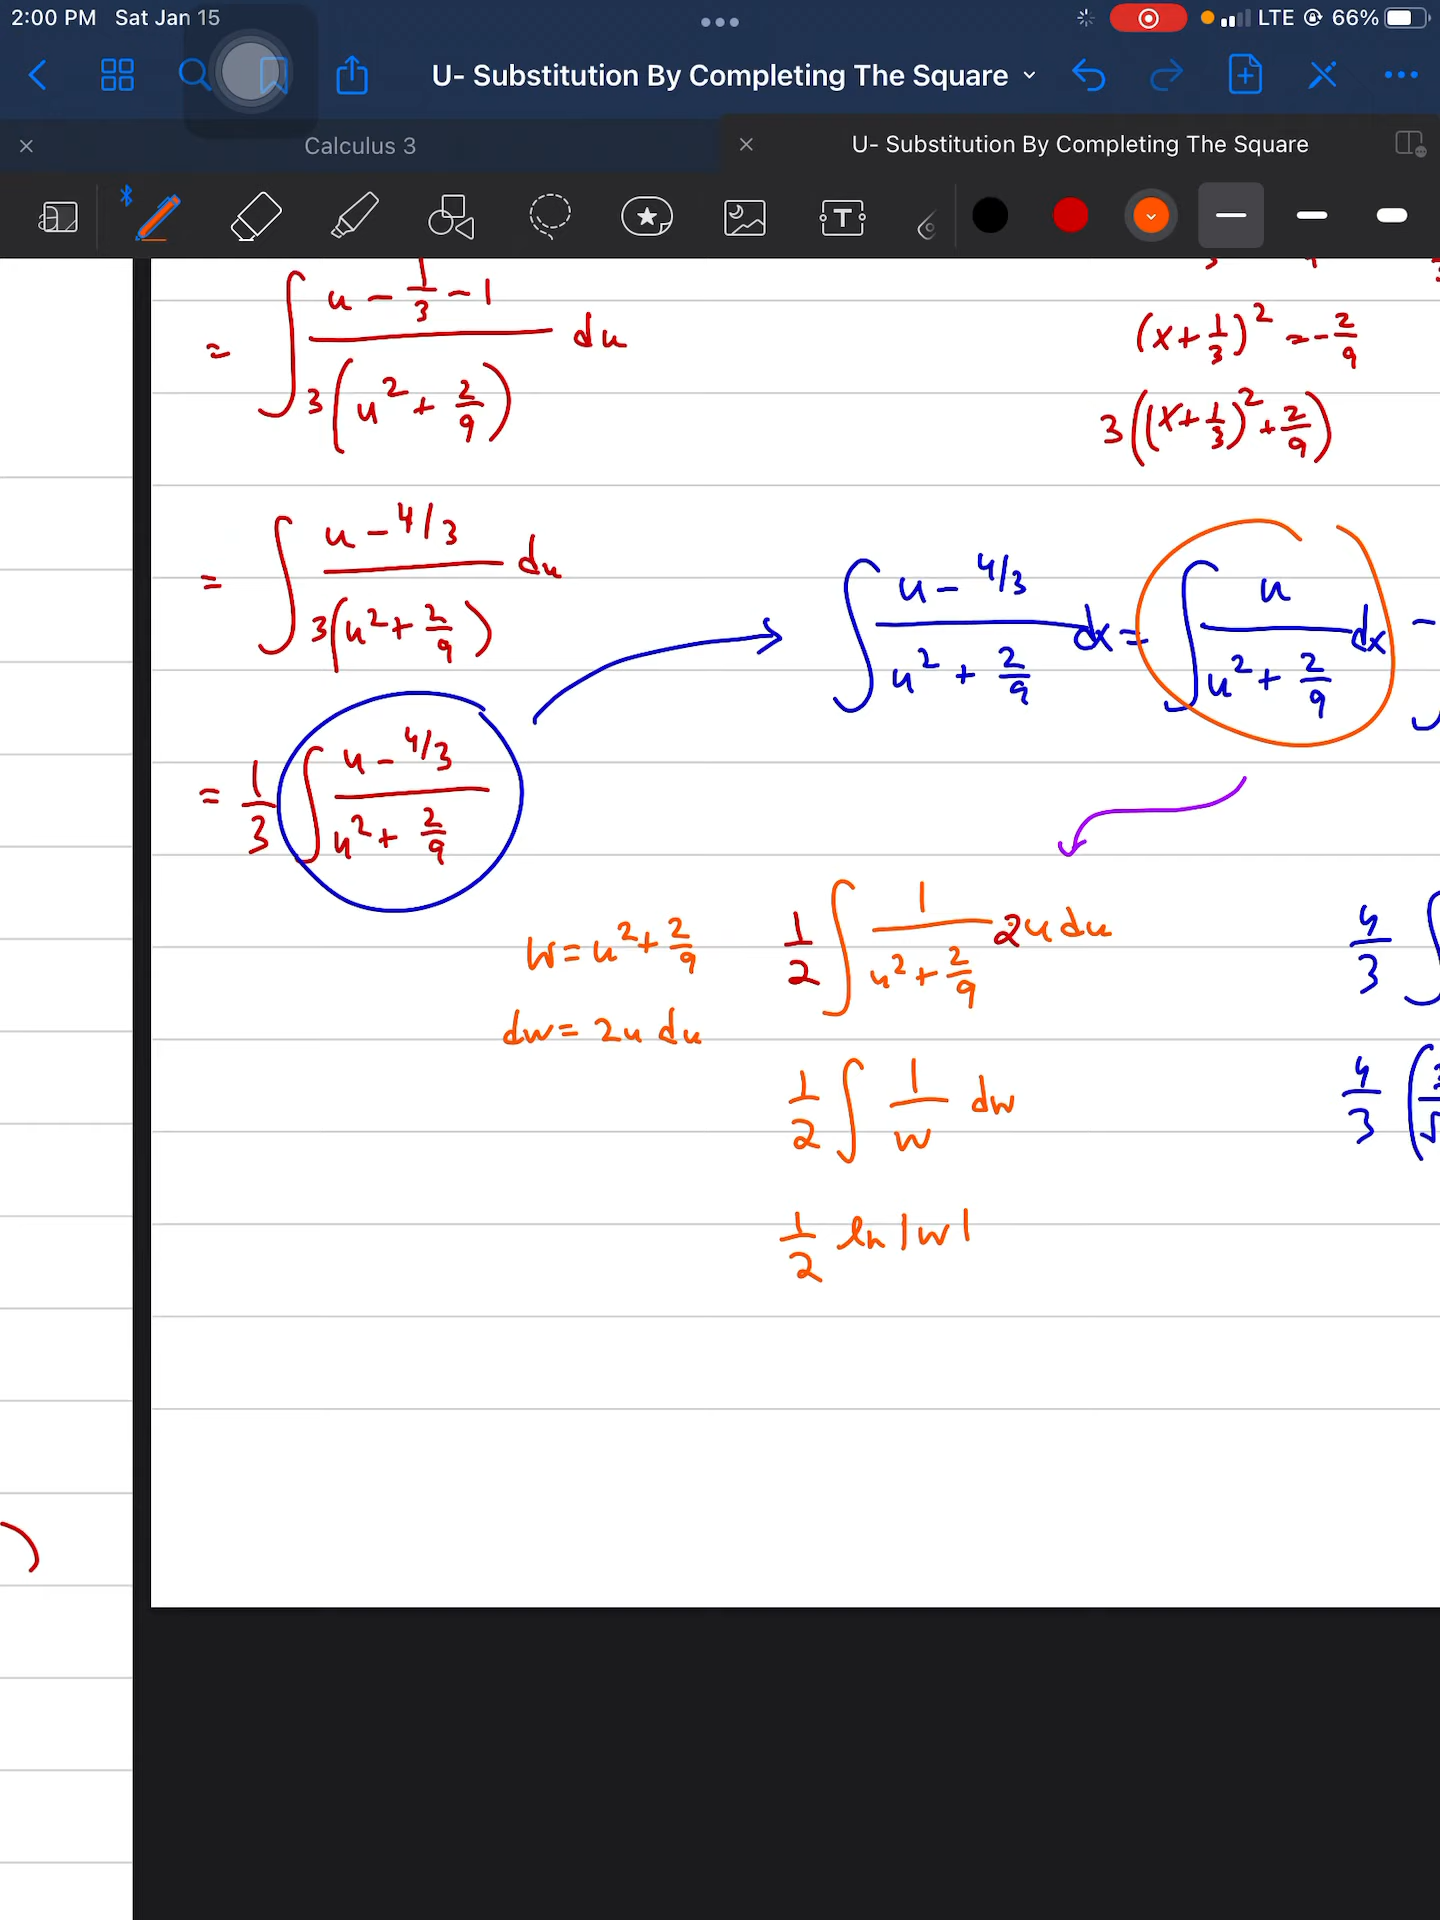 2:00 PM Sat Jan 15
LTE 66%
U- Substitution By Completing The Square
Calculus 3
U- Substitution By Completing The Square
T
= ∫ (u - 1/3 - 1) / (3(u² + 2/9)) du
(x + 1/3)² = -2/9
3((x + 1/3)² + 2/9)
= ∫ (u - 4/3) / (3(u² + 2/9)) du
∫ (u - 4/3) / (u² + 2/9) dx = ∫ u / (u² + 2/9) dx - ∫
= 1/3 ∫ (u - 4/3) / (u² + 2/9)
w = u² + 2/9
dw = 2u du
1/2 ∫ 1 / (u² + 2/9) 2u du
1/2 ∫ 1/w dw
1/2 ln |w|
4/3 ∫
4/3 (
)